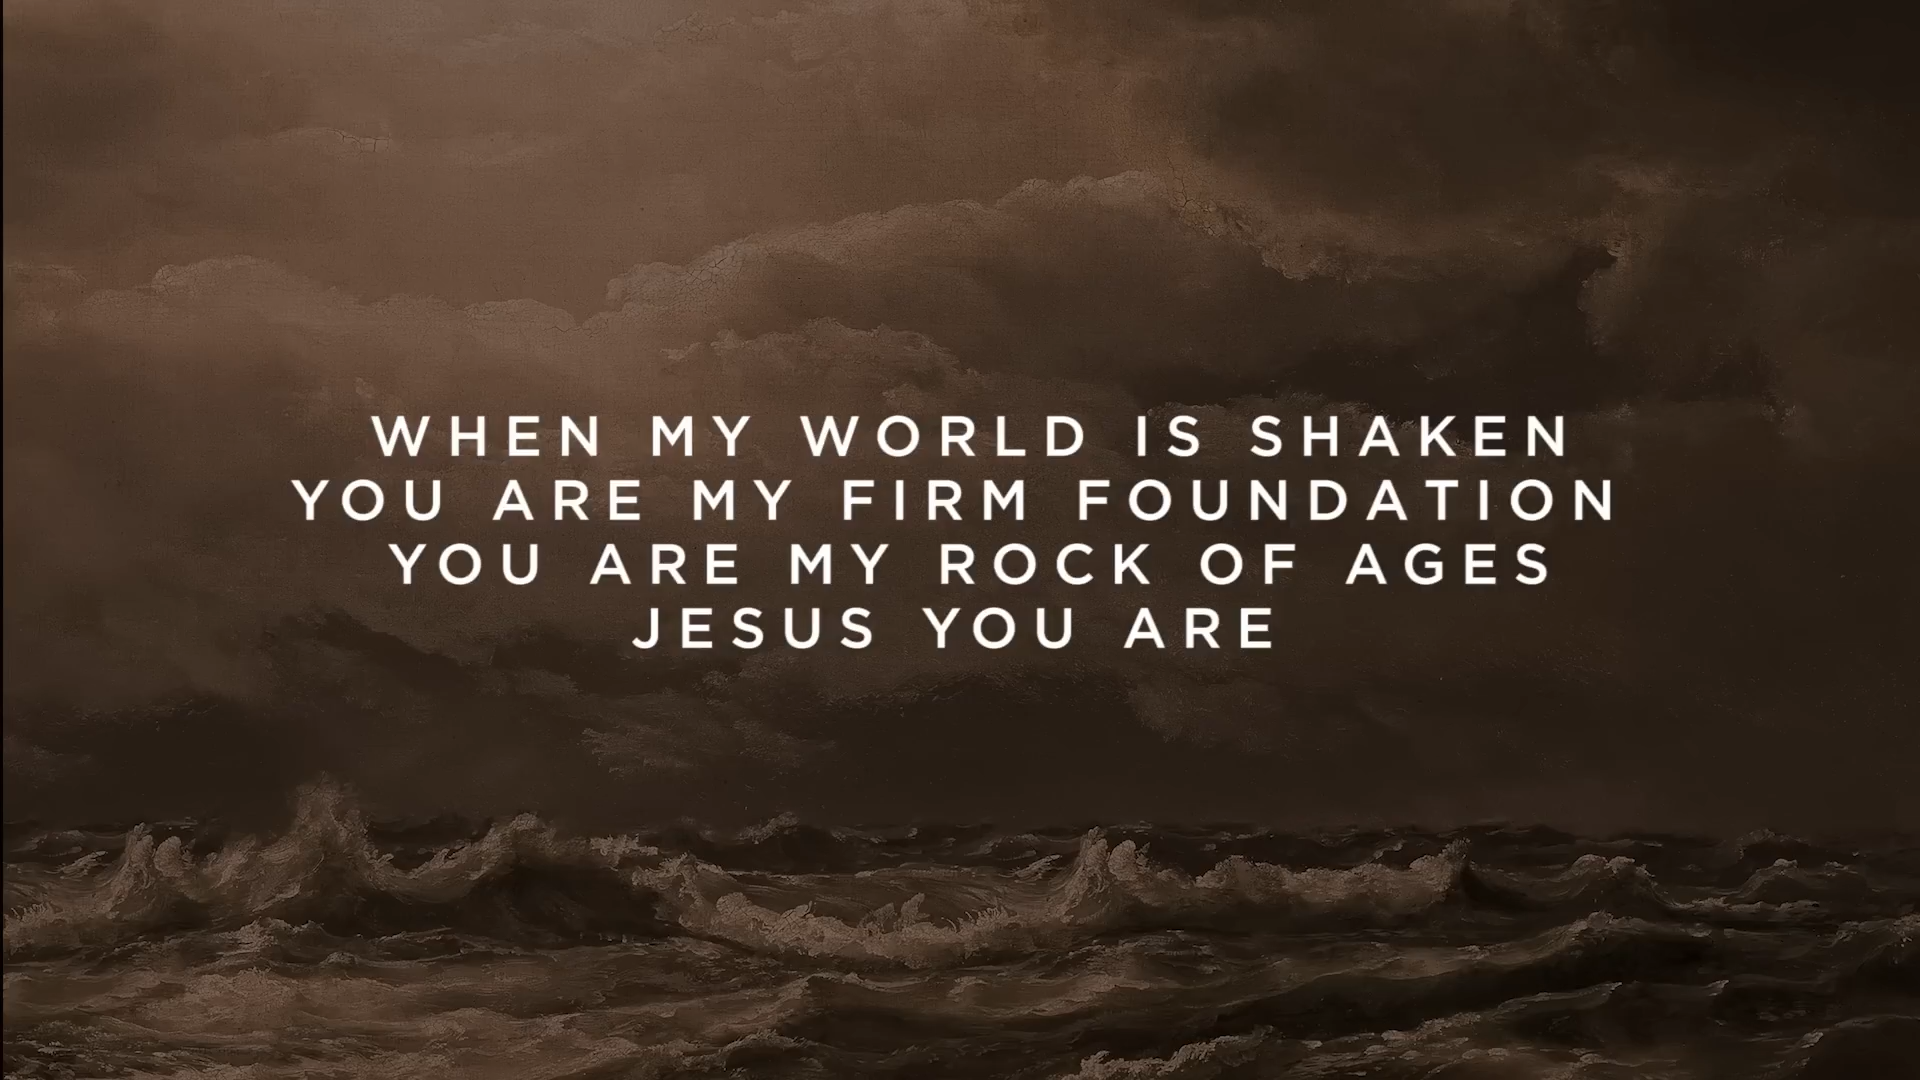 WHEN MY WORLD IS SHAKEN
YOU ARE MY FIRM FOUNDATION
YOU ARE MY ROCK OF AGES
JESUS YOU ARE